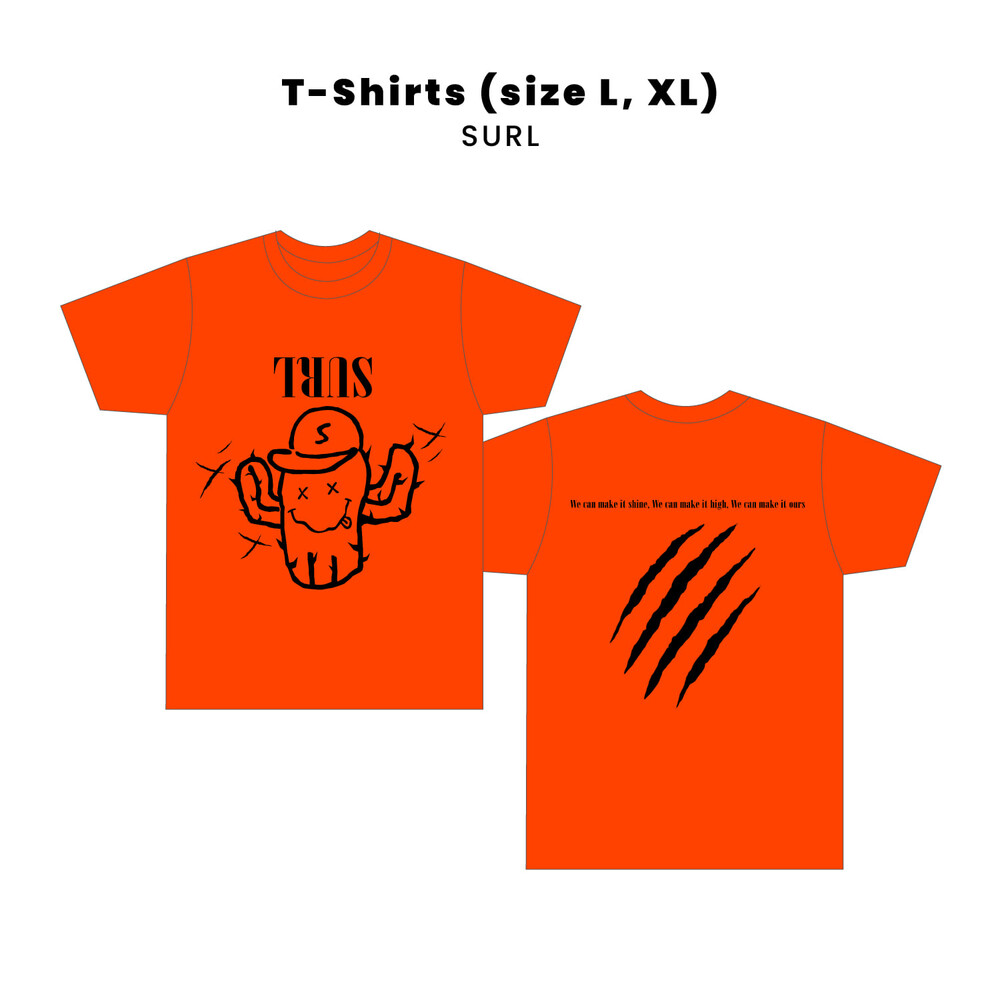 T-Shirts (size L, XL)
SURL
SURL
S
We can make it shine, We can make it high, We can make it ours